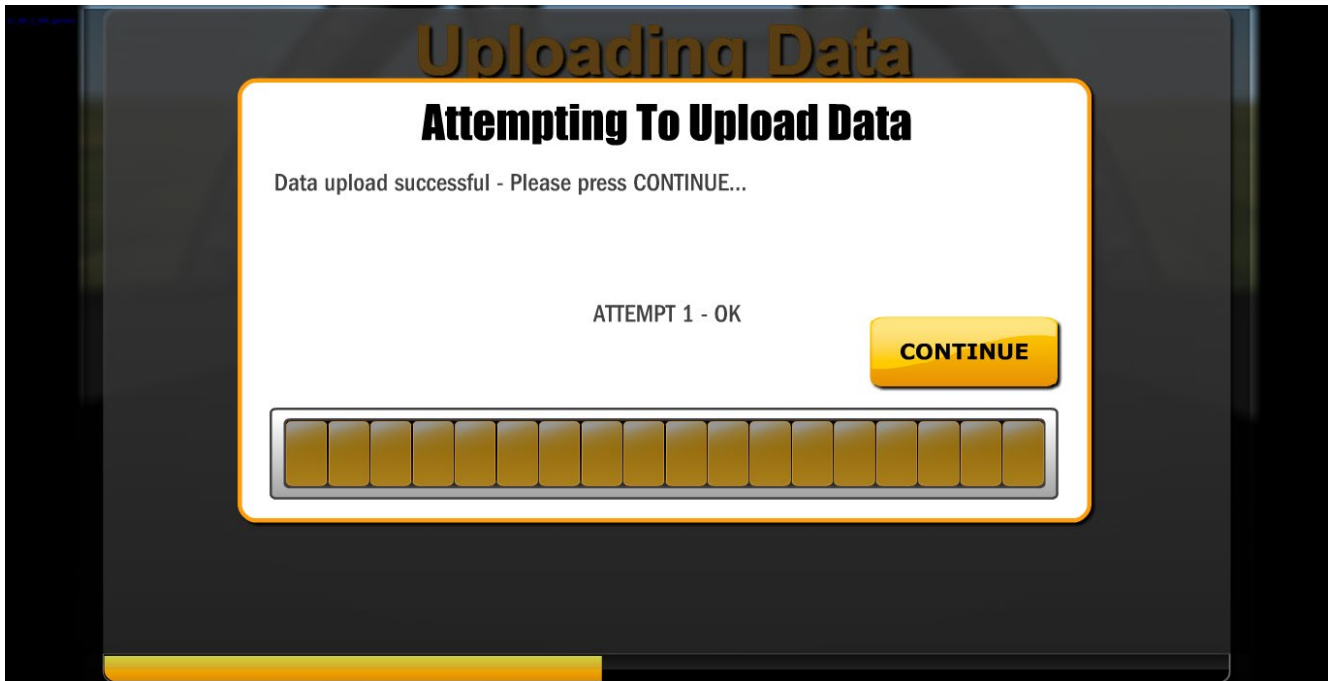 Uploading Data
Attempting To Upload Data
Data upload successful - Please press CONTINUE...
ATTEMPT 1 - OK
CONTINUE